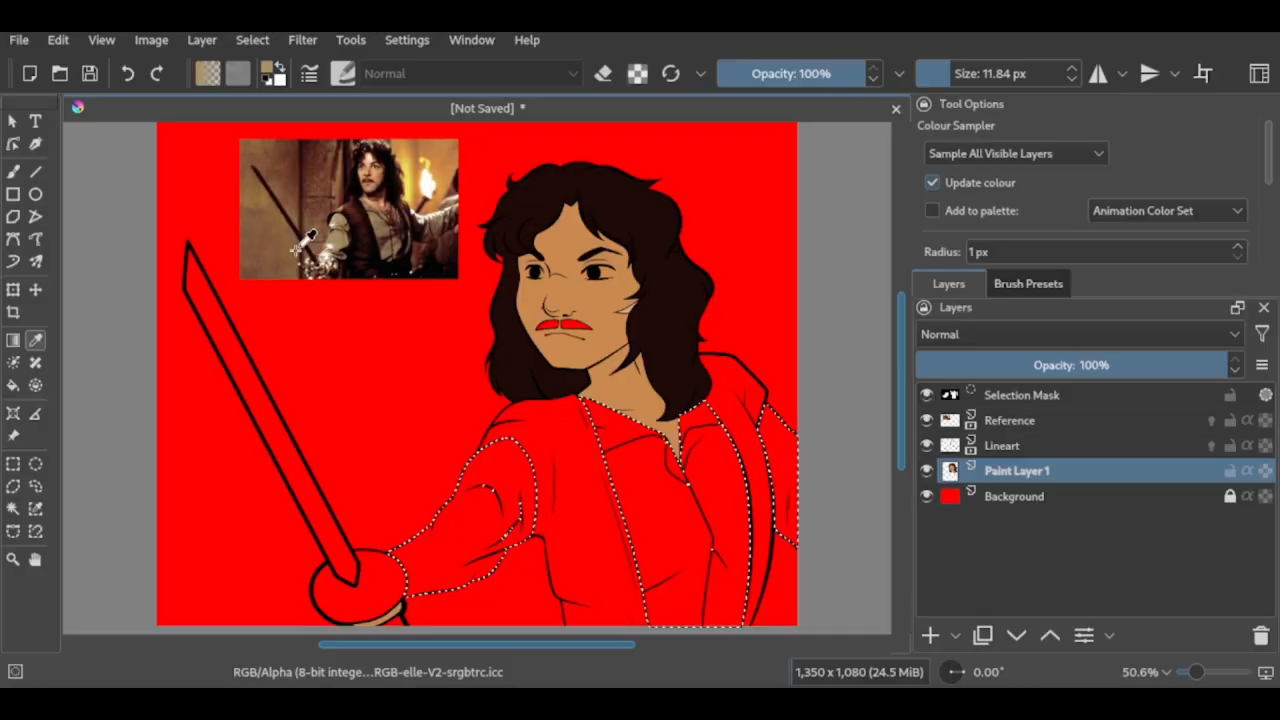 File Edit View Image Layer Select Filter Tools Settings Window Help
Normal
Opacity: 100%
Size: 11.84 px
[Not Saved] *
Tool Options
Colour Sampler
Sample All Visible Layers
Update colour
Add to palette:
Animation Color Set
Radius: 1 px
Layers
Brush Presets
Layers
Normal
Opacity: 100%
Selection Mask
Reference
Lineart
Paint Layer 1
Background
RGB/Alpha (8-bit intege...RGB-elle-V2-srgbtrc.icc
1,350 x 1,080 (24.5 MiB)
0.00°
50.6%